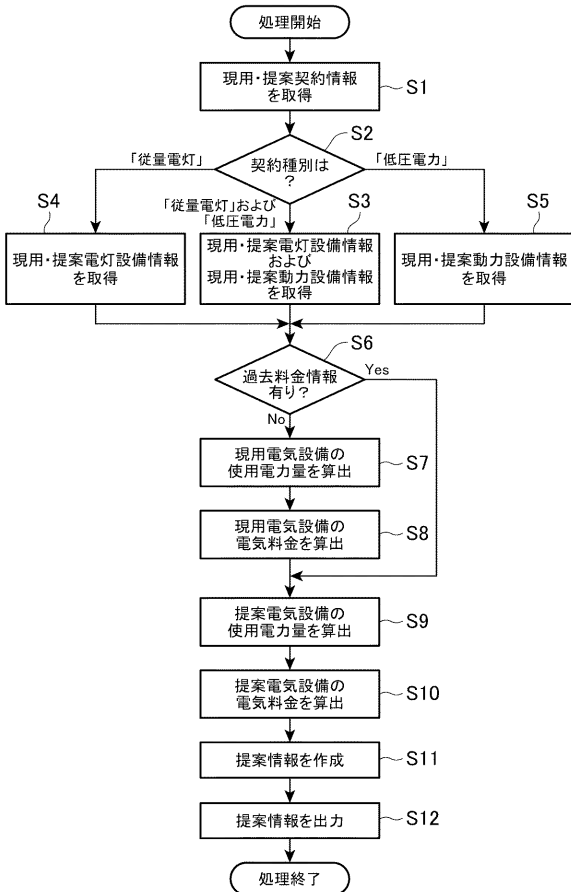 処理開始
現用・提案契約情報
を取得
S1
S2
契約種別は
？
「従量電灯」
「低圧電力」
「従量電灯」および
「低圧電力」
S4
現用・提案電灯設備情報
を取得
S3
現用・提案電灯設備情報
および
現用・提案動力設備情報
を取得
S5
現用・提案動力設備情報
を取得
S6
過去料金情報
有り？
Yes
No
現用電気設備の
使用電力量を算出
S7
現用電気設備の
電気料金を算出
S8
提案電気設備の
使用電力量を算出
S9
提案電気設備の
電気料金を算出
S10
提案情報を作成
S11
提案情報を出力
S12
処理終了